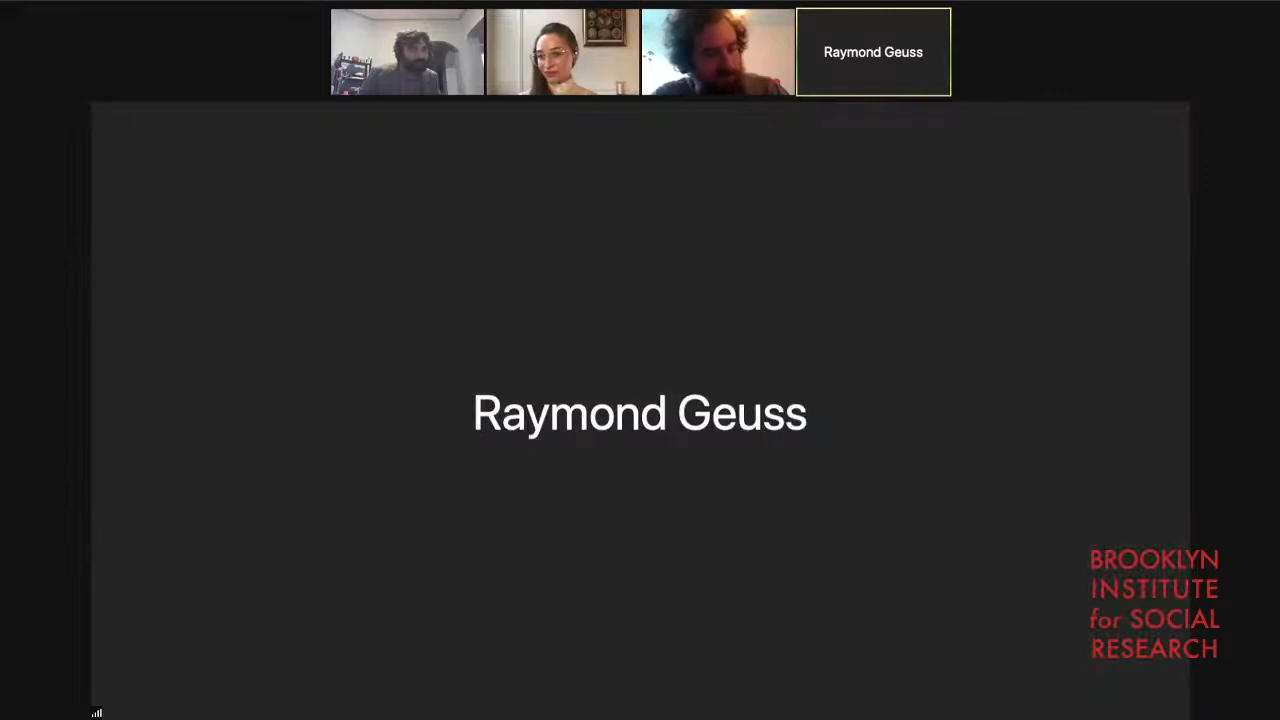 Raymond Geuss
Raymond Geuss
BROOKLYN
INSTITUTE
for SOCIAL
RESEARCH